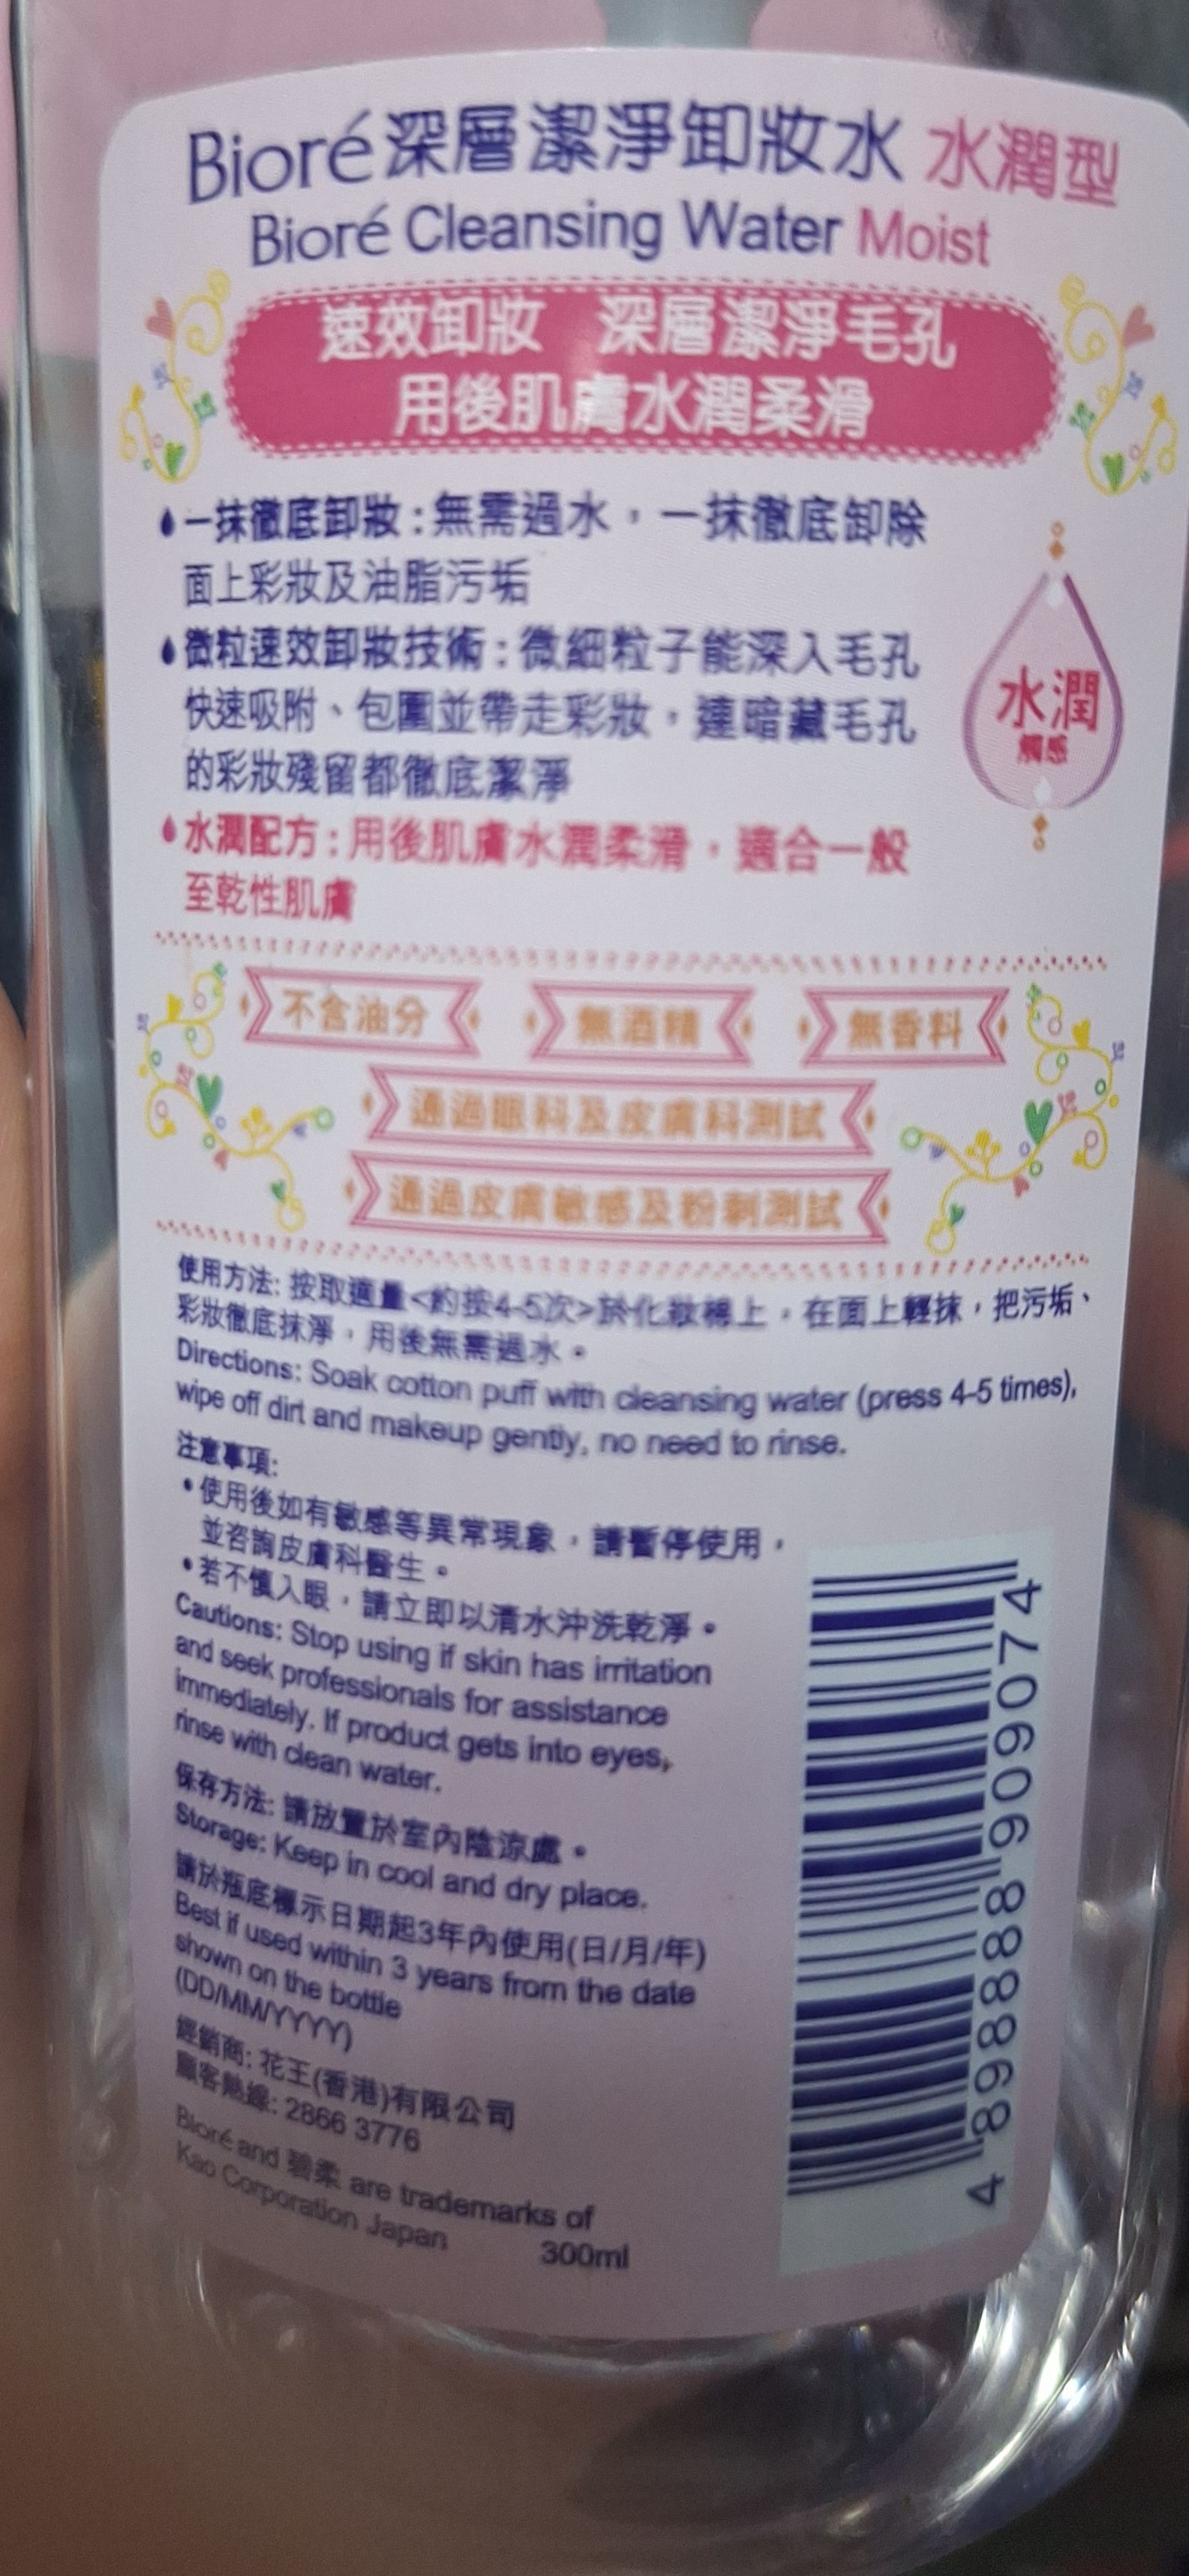 Bioré深層潔淨卸妝水 水潤型
Bioré Cleansing Water Moist
速效卸妝 深層潔淨毛孔
用後肌膚水潤柔滑
一抹徹底卸妝：無需過水，一抹徹底卸除
面上彩妝及油脂污垢
微粒速效卸妝技術：微細粒子能深入毛孔
快速吸附、包圍並帶走彩妝，連暗藏毛孔
的彩妝殘留都徹底潔淨
水潤配方：用後肌膚水潤柔滑，適合一般
至乾性肌膚
水潤
觸感
不含油分 無酒精 無香料
通過眼科及皮膚科測試
通過皮膚敏感及粉刺測試
使用方法: 按取適量<約按4-5次>於化妝棉上，在面上輕抹，把污垢、
彩妝徹底抹淨，用後無需過水。
Directions: Soak cotton puff with cleansing water (press 4-5 times),
wipe off dirt and makeup gently, no need to rinse.
注意事項:
•使用後如有敏感等異常現象，請暫停使用，
並咨詢皮膚科醫生。
•若不慎入眼，請立即以清水沖洗乾淨。
Cautions: Stop using if skin has irritation
and seek professionals for assistance
immediately. If product gets into eyes,
rinse with clean water.
保存方法: 請放置於室內陰涼處。
Storage: Keep in cool and dry place.
請於瓶底標示日期起3年內使用(日/月/年)
Best if used within 3 years from the date
shown on the bottle
(DD/MM/YYYY)
經銷商: 花王(香港)有限公司
顧客熱線: 2866 3776
Bioré and 碧柔 are trademarks of
Kao Corporation Japan
300ml
4 898888 909074